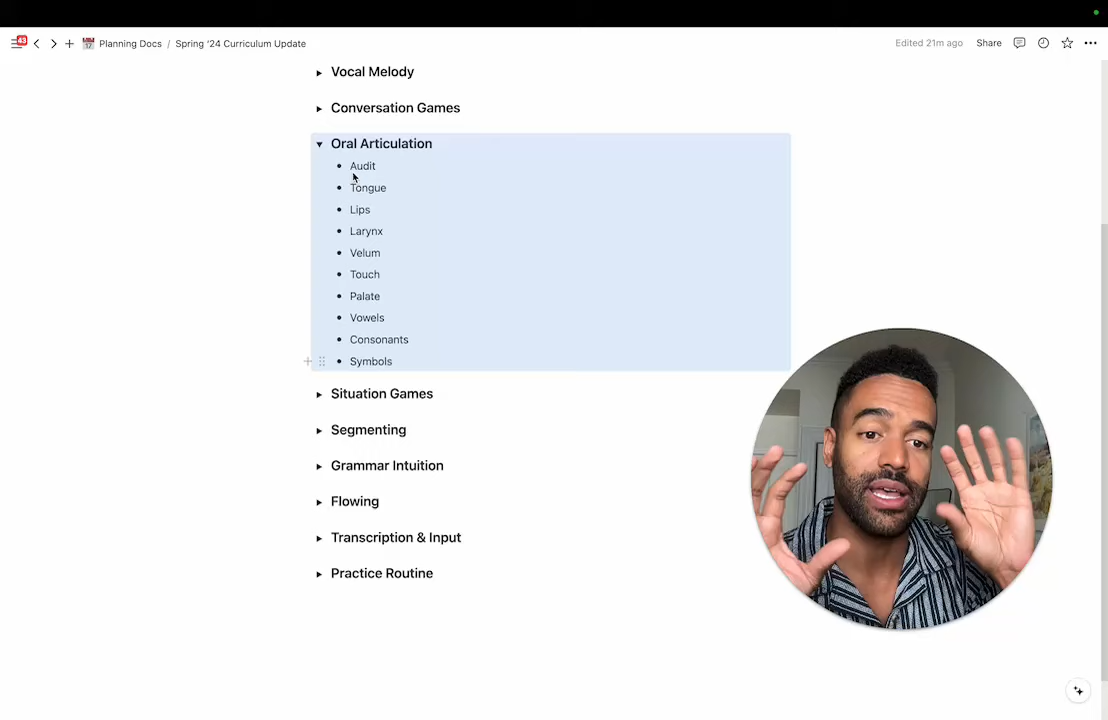 43
Planning Docs / Spring '24 Curriculum Update
Edited 21m ago
Share
Vocal Melody
Conversation Games
Oral Articulation
Audit
Tongue
Lips
Larynx
Velum
Touch
Palate
Vowels
Consonants
Symbols
Situation Games
Segmenting
Grammar Intuition
Flowing
Transcription & Input
Practice Routine